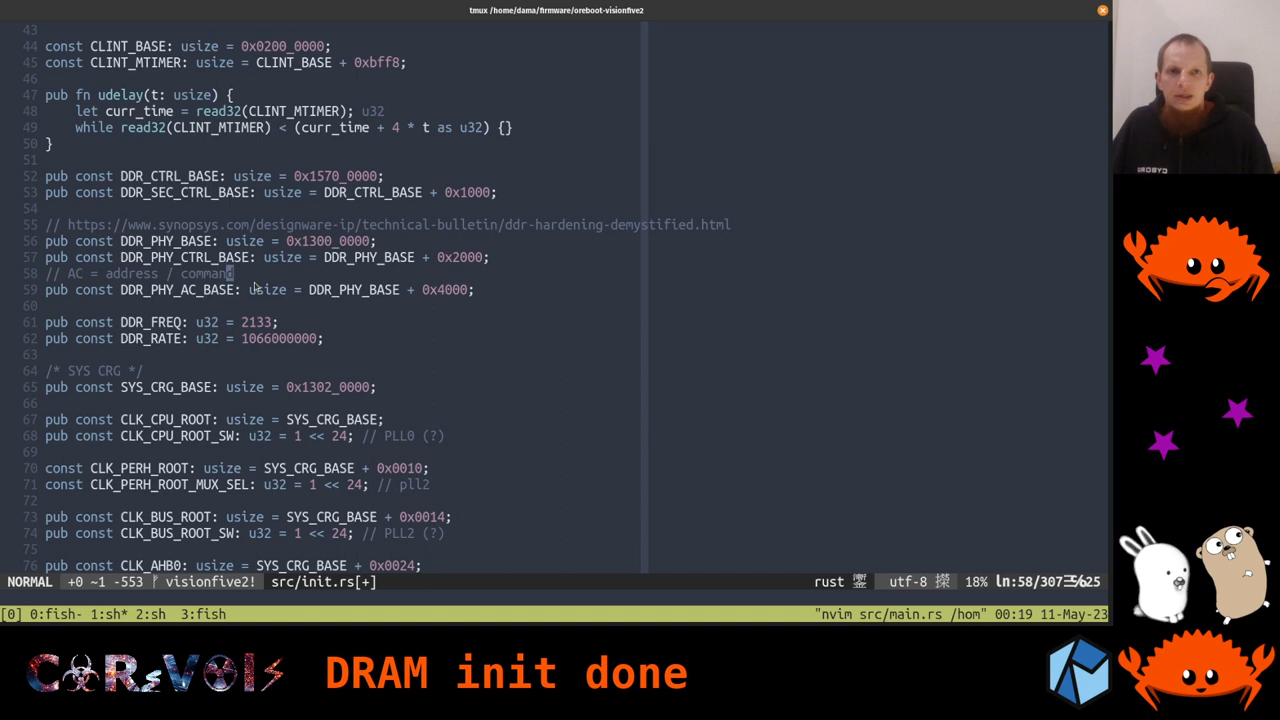 tmux /home/dama/firmware/oreboot-visionfive2
43
44 const CLINT_BASE: usize = 0x0200_0000;
45 const CLINT_MTIMER: usize = CLINT_BASE + 0xbff8;
46
47 pub fn udelay(t: usize) {
48     let curr_time = read32(CLINT_MTIMER); u32
49     while read32(CLINT_MTIMER) < (curr_time + 4 * t as u32) {}
50 }
51
52 pub const DDR_CTRL_BASE: usize = 0x1570_0000;
53 pub const DDR_SEC_CTRL_BASE: usize = DDR_CTRL_BASE + 0x1000;
54
55 // https://www.synopsys.com/designware-ip/technical-bulletin/ddr-hardening-demystified.html
56 pub const DDR_PHY_BASE: usize = 0x1300_0000;
57 pub const DDR_PHY_CTRL_BASE: usize = DDR_PHY_BASE + 0x2000;
58 // AC = address / command
59 pub const DDR_PHY_AC_BASE: usize = DDR_PHY_BASE + 0x4000;
60
61 pub const DDR_FREQ: u32 = 2133;
62 pub const DDR_RATE: u32 = 1066000000;
63
64 /* SYS CRG */
65 pub const SYS_CRG_BASE: usize = 0x1302_0000;
66
67 pub const CLK_CPU_ROOT: usize = SYS_CRG_BASE;
68 pub const CLK_CPU_ROOT_SW: u32 = 1 << 24; // PLL0 (?)
69
70 const CLK_PERH_ROOT: usize = SYS_CRG_BASE + 0x0010;
71 const CLK_PERH_ROOT_MUX_SEL: u32 = 1 << 24; // pll2
72
73 pub const CLK_BUS_ROOT: usize = SYS_CRG_BASE + 0x0014;
74 pub const CLK_BUS_ROOT_SW: u32 = 1 << 24; // PLL2 (?)
75
76 pub const CLK_AHB0: usize = SYS_CRG_BASE + 0x0024;
NORMAL +0 ~1 -553 visionfive2! src/init.rs[+] rust utf-8 18% ln:58/307
[0] 0:fish- 1:sh* 2:sh 3:fish "nvim src/main.rs /hom" 00:19 11-May-23
DRAM init done